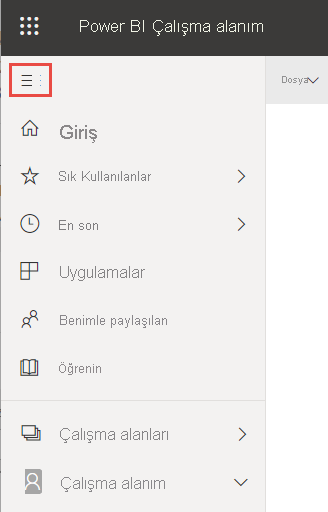 Power BI Çalışma alanım
Dosya
Giriş
Sık Kullanılanlar
En son
Uygulamalar
Benimle paylaşılan
Öğrenin
Çalışma alanları
Çalışma alanım